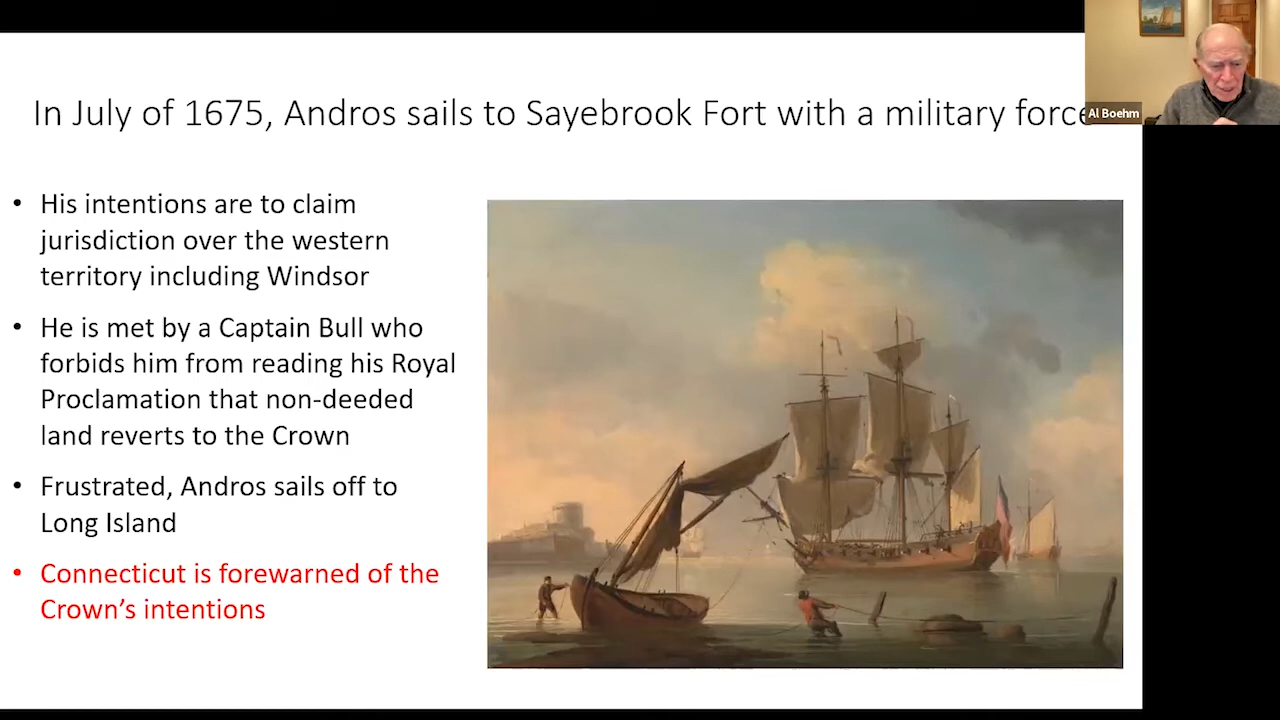 In July of 1675, Andros sails to Sayebrook Fort with a military force
Al Boehm
• His intentions are to claim
jurisdiction over the western
territory including Windsor
• He is met by a Captain Bull who
forbids him from reading his Royal
Proclamation that non-deeded
land reverts to the Crown
• Frustrated, Andros sails off to
Long Island
• Connecticut is forewarned of the
Crown’s intentions